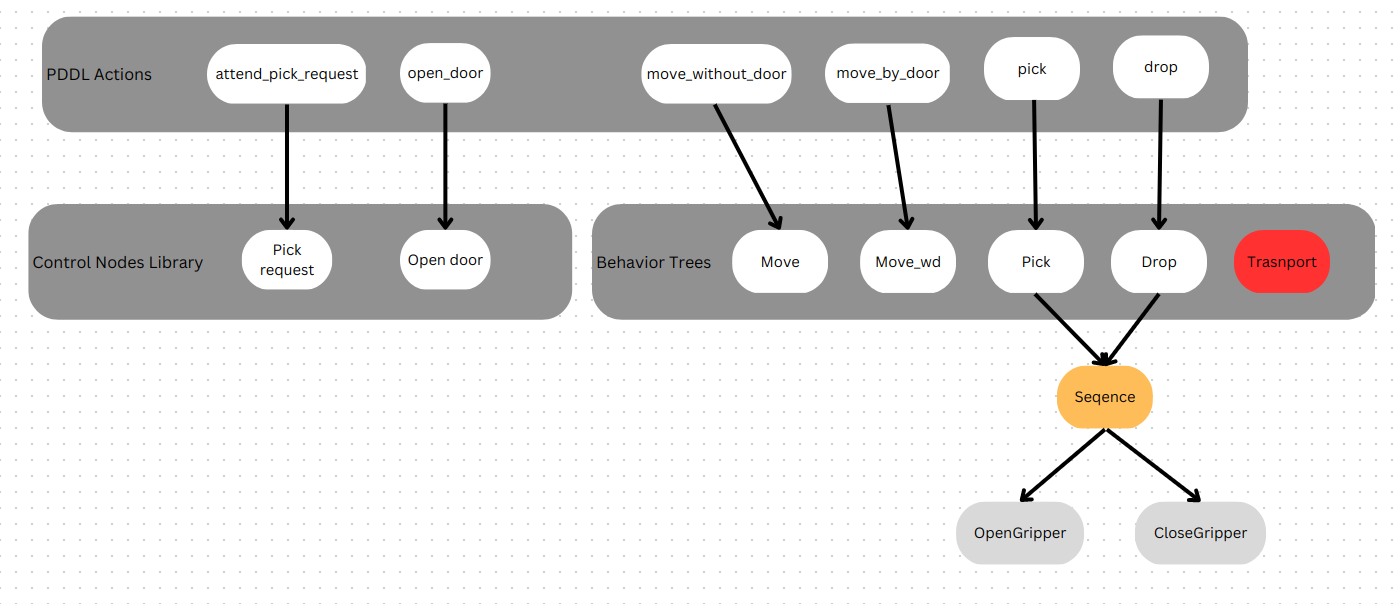 PDDL Actions
attend_pick_request
open_door
move_without_door
move_by_door
pick
drop
Control Nodes Library
Pick
request
Open door
Behavior Trees
Move
Move_wd
Pick
Drop
Trasnport
Seqence
OpenGripper
CloseGripper